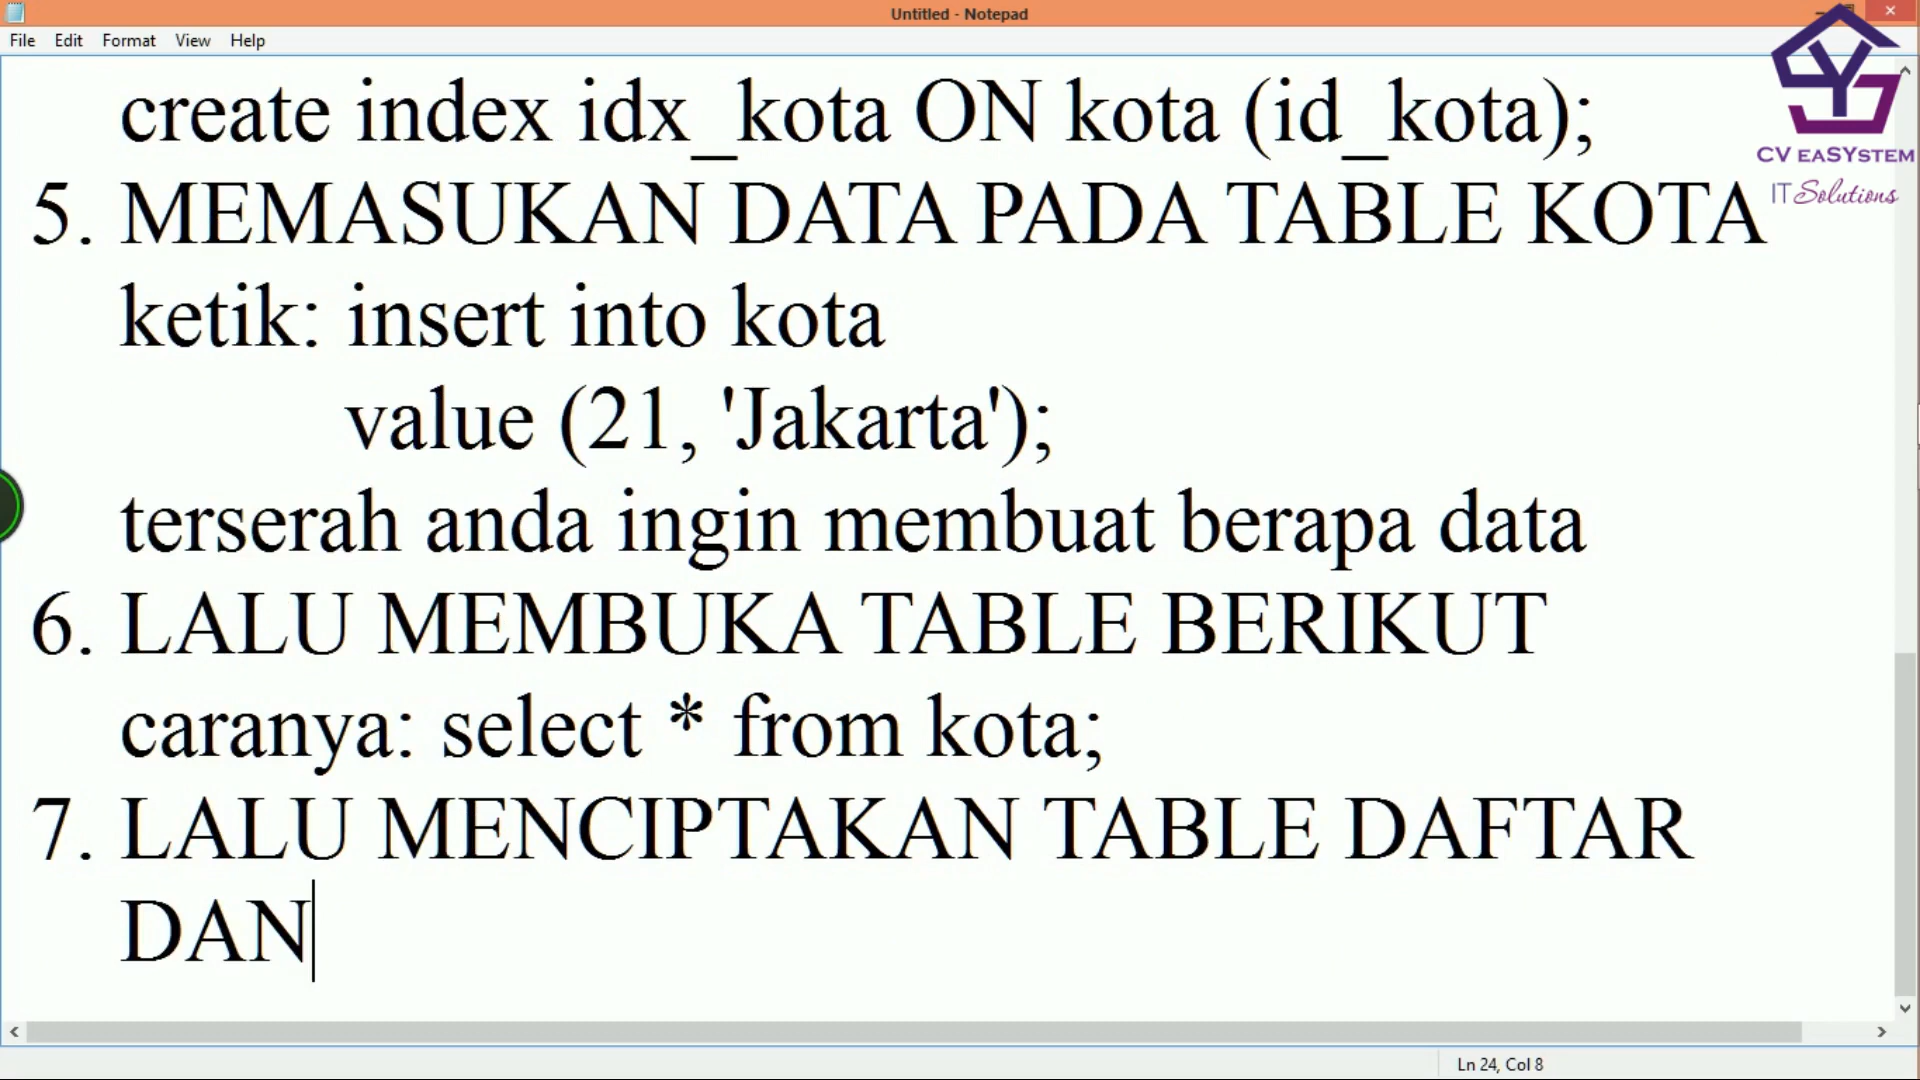 Untitled - Notepad
File Edit Format View Help
create index idx_kota ON kota (id_kota);
5. MEMASUKAN DATA PADA TABLE KOTA
ketik: insert into kota
value (21, 'Jakarta');
terserah anda ingin membuat berapa data
6. LALU MEMBUKA TABLE BERIKUT
caranya: select * from kota;
7. LALU MENCIPTAKAN TABLE DAFTAR
DAN
CV eaSYstem
IT Solutions
Ln 24, Col 8